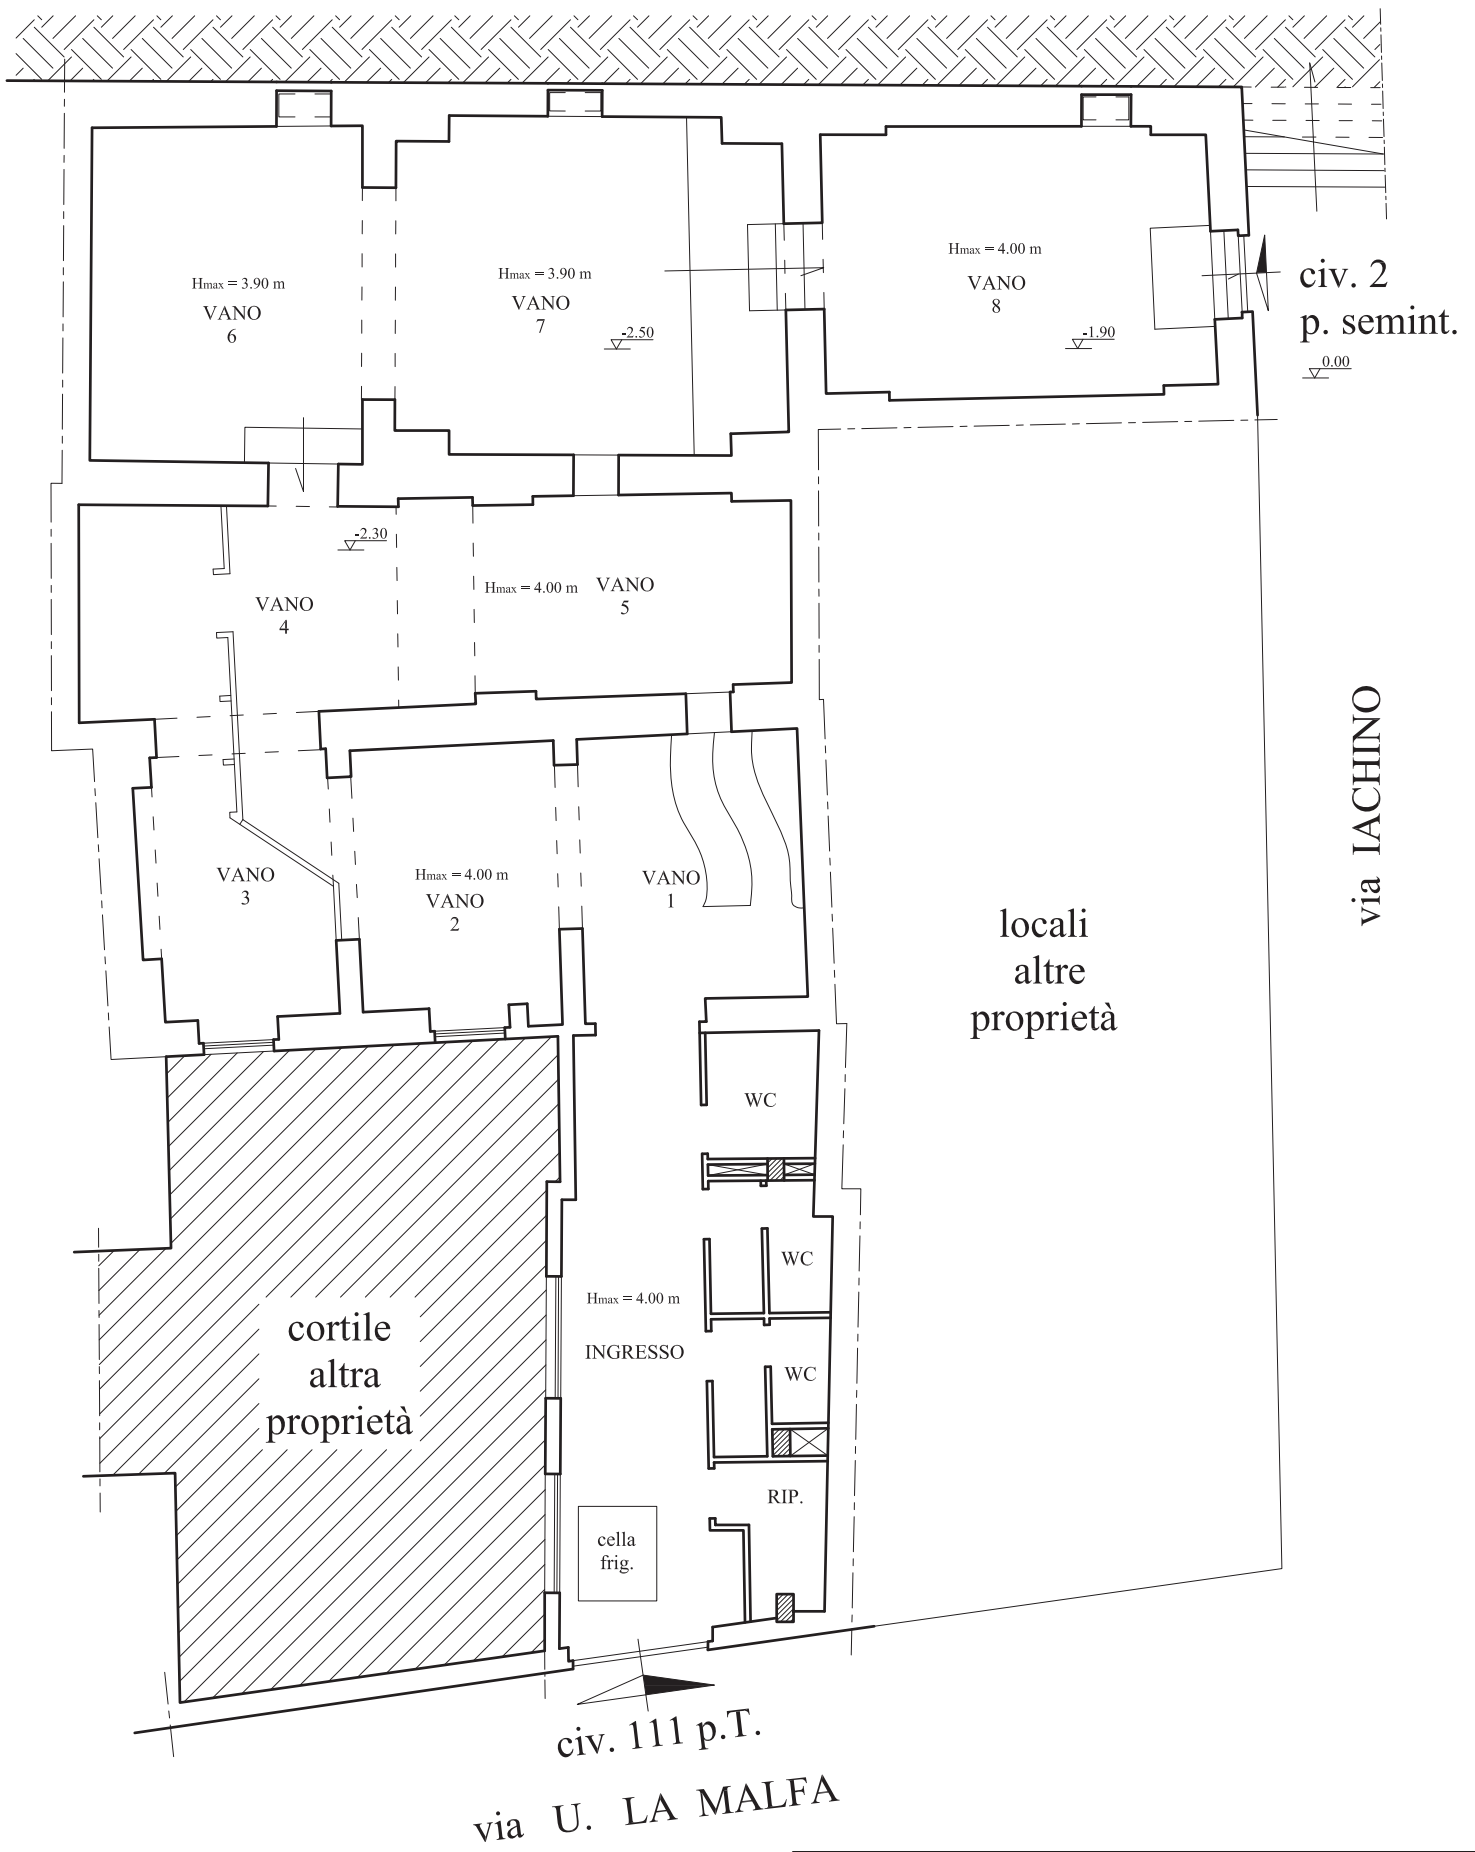 Hmax = 3.90 m
VANO
6
Hmax = 3.90 m
VANO
7
-2.50
Hmax = 4.00 m
VANO
8
-1.90
civ. 2
p. semint.
0.00
-2.30
VANO
4
Hmax = 4.00 m
VANO
5
VANO
3
Hmax = 4.00 m
VANO
2
VANO
1
locali
altre
proprietà
via IACHINO
WC
WC
WC
Hmax = 4.00 m
INGRESSO
cortile
altra
proprietà
RIP.
cella
frig.
civ. 111 p.T.
via U. LA MALFA